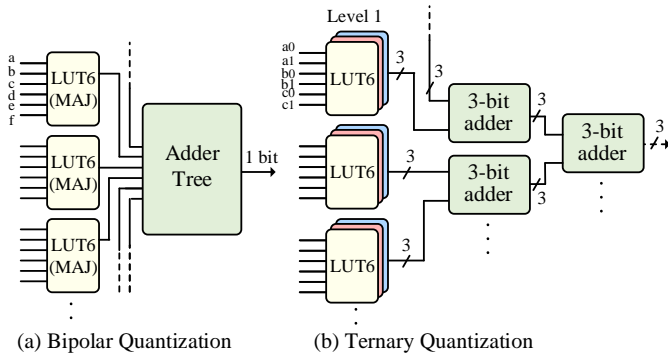 Level 1
a
b
c
d
e
f
LUT6
(MAJ)
LUT6
(MAJ)
LUT6
(MAJ)
Adder
Tree
1 bit
a0
a1
b0
b1
c0
c1
LUT6
3
3
LUT6
3
LUT6
3
3-bit
adder
3
3-bit
adder
3
3-bit
adder
3
(a) Bipolar Quantization
(b) Ternary Quantization